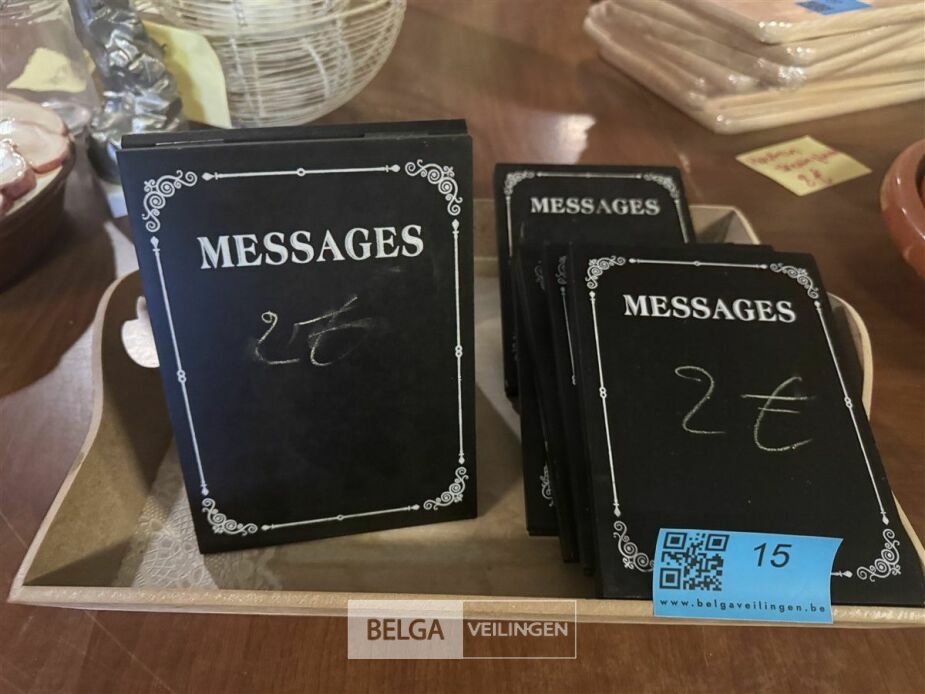 MESSAGES
2€
MESSAGES
MESSAGES
2 €
15
www.belgaveilingen.be
BELGA VEILINGEN